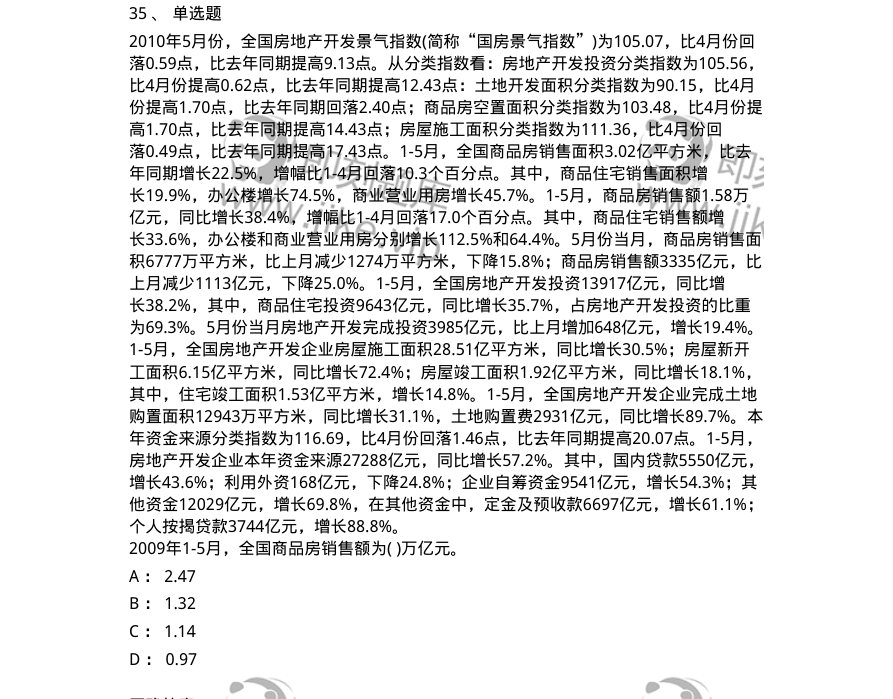 35 、 单选题
2010年5月份，全国房地产开发景气指数(简称“国房景气指数”)为105.07，比4月份回
落0.59点，比去年同期提高9.13点。从分类指数看：房地产开发投资分类指数为105.56，
比4月份提高0.62点，比去年同期提高12.43点：土地开发面积分类指数为90.15，比4月
份提高1.70点，比去年同期回落2.40点；商品房空置面积分类指数为103.48，比4月份提
高1.70点，比去年同期提高14.43点；房屋施工面积分类指数为111.36，比4月份回
落0.49点，比去年同期提高17.43点。1-5月，全国商品房销售面积3.02亿平方米，比去
年同期增长22.5%，增幅比1-4月回落10.3个百分点。其中，商品住宅销售面积增
长19.9%，办公楼增长74.5%，商业营业用房增长45.7%。1-5月，商品房销售额1.58万
亿元，同比增长38.4%，增幅比1-4月回落17.0个百分点。其中，商品住宅销售额增
长33.6%，办公楼和商业营业用房分别增长112.5%和64.4%。5月份当月，商品房销售面
积6777万平方米，比上月减少1274万平方米，下降15.8%；商品房销售额3335亿元，比
上月减少1113亿元，下降25.0%。1-5月，全国房地产开发投资13917亿元，同比增
长38.2%，其中，商品住宅投资9643亿元，同比增长35.7%，占房地产开发投资的比重
为69.3%。5月份当月房地产开发完成投资3985亿元，比上月增加648亿元，增长19.4%。
1-5月，全国房地产开发企业房屋施工面积28.51亿平方米，同比增长30.5%；房屋新开
工面积6.15亿平方米，同比增长72.4%；房屋竣工面积1.92亿平方米，同比增长18.1%，
其中，住宅竣工面积1.53亿平方米，增长14.8%。1-5月，全国房地产开发企业完成土地
购置面积12943万平方米，同比增长31.1%，土地购置费2931亿元，同比增长89.7%。本
年资金来源分类指数为116.69，比4月份回落1.46点，比去年同期提高20.07点。1-5月，
房地产开发企业本年资金来源27288亿元，同比增长57.2%。其中，国内贷款5550亿元，
增长43.6%；利用外资168亿元，下降24.8%；企业自筹资金9541亿元，增长54.3%；其
他资金12029亿元，增长69.8%，在其他资金中，定金及预收款6697亿元，增长61.1%；
个人按揭贷款3744亿元，增长88.8%。
2009年1-5月，全国商品房销售额为( )万亿元。
A： 2.47
B： 1.32
C： 1.14
D： 0.97
即刻题库
www.jike.vip